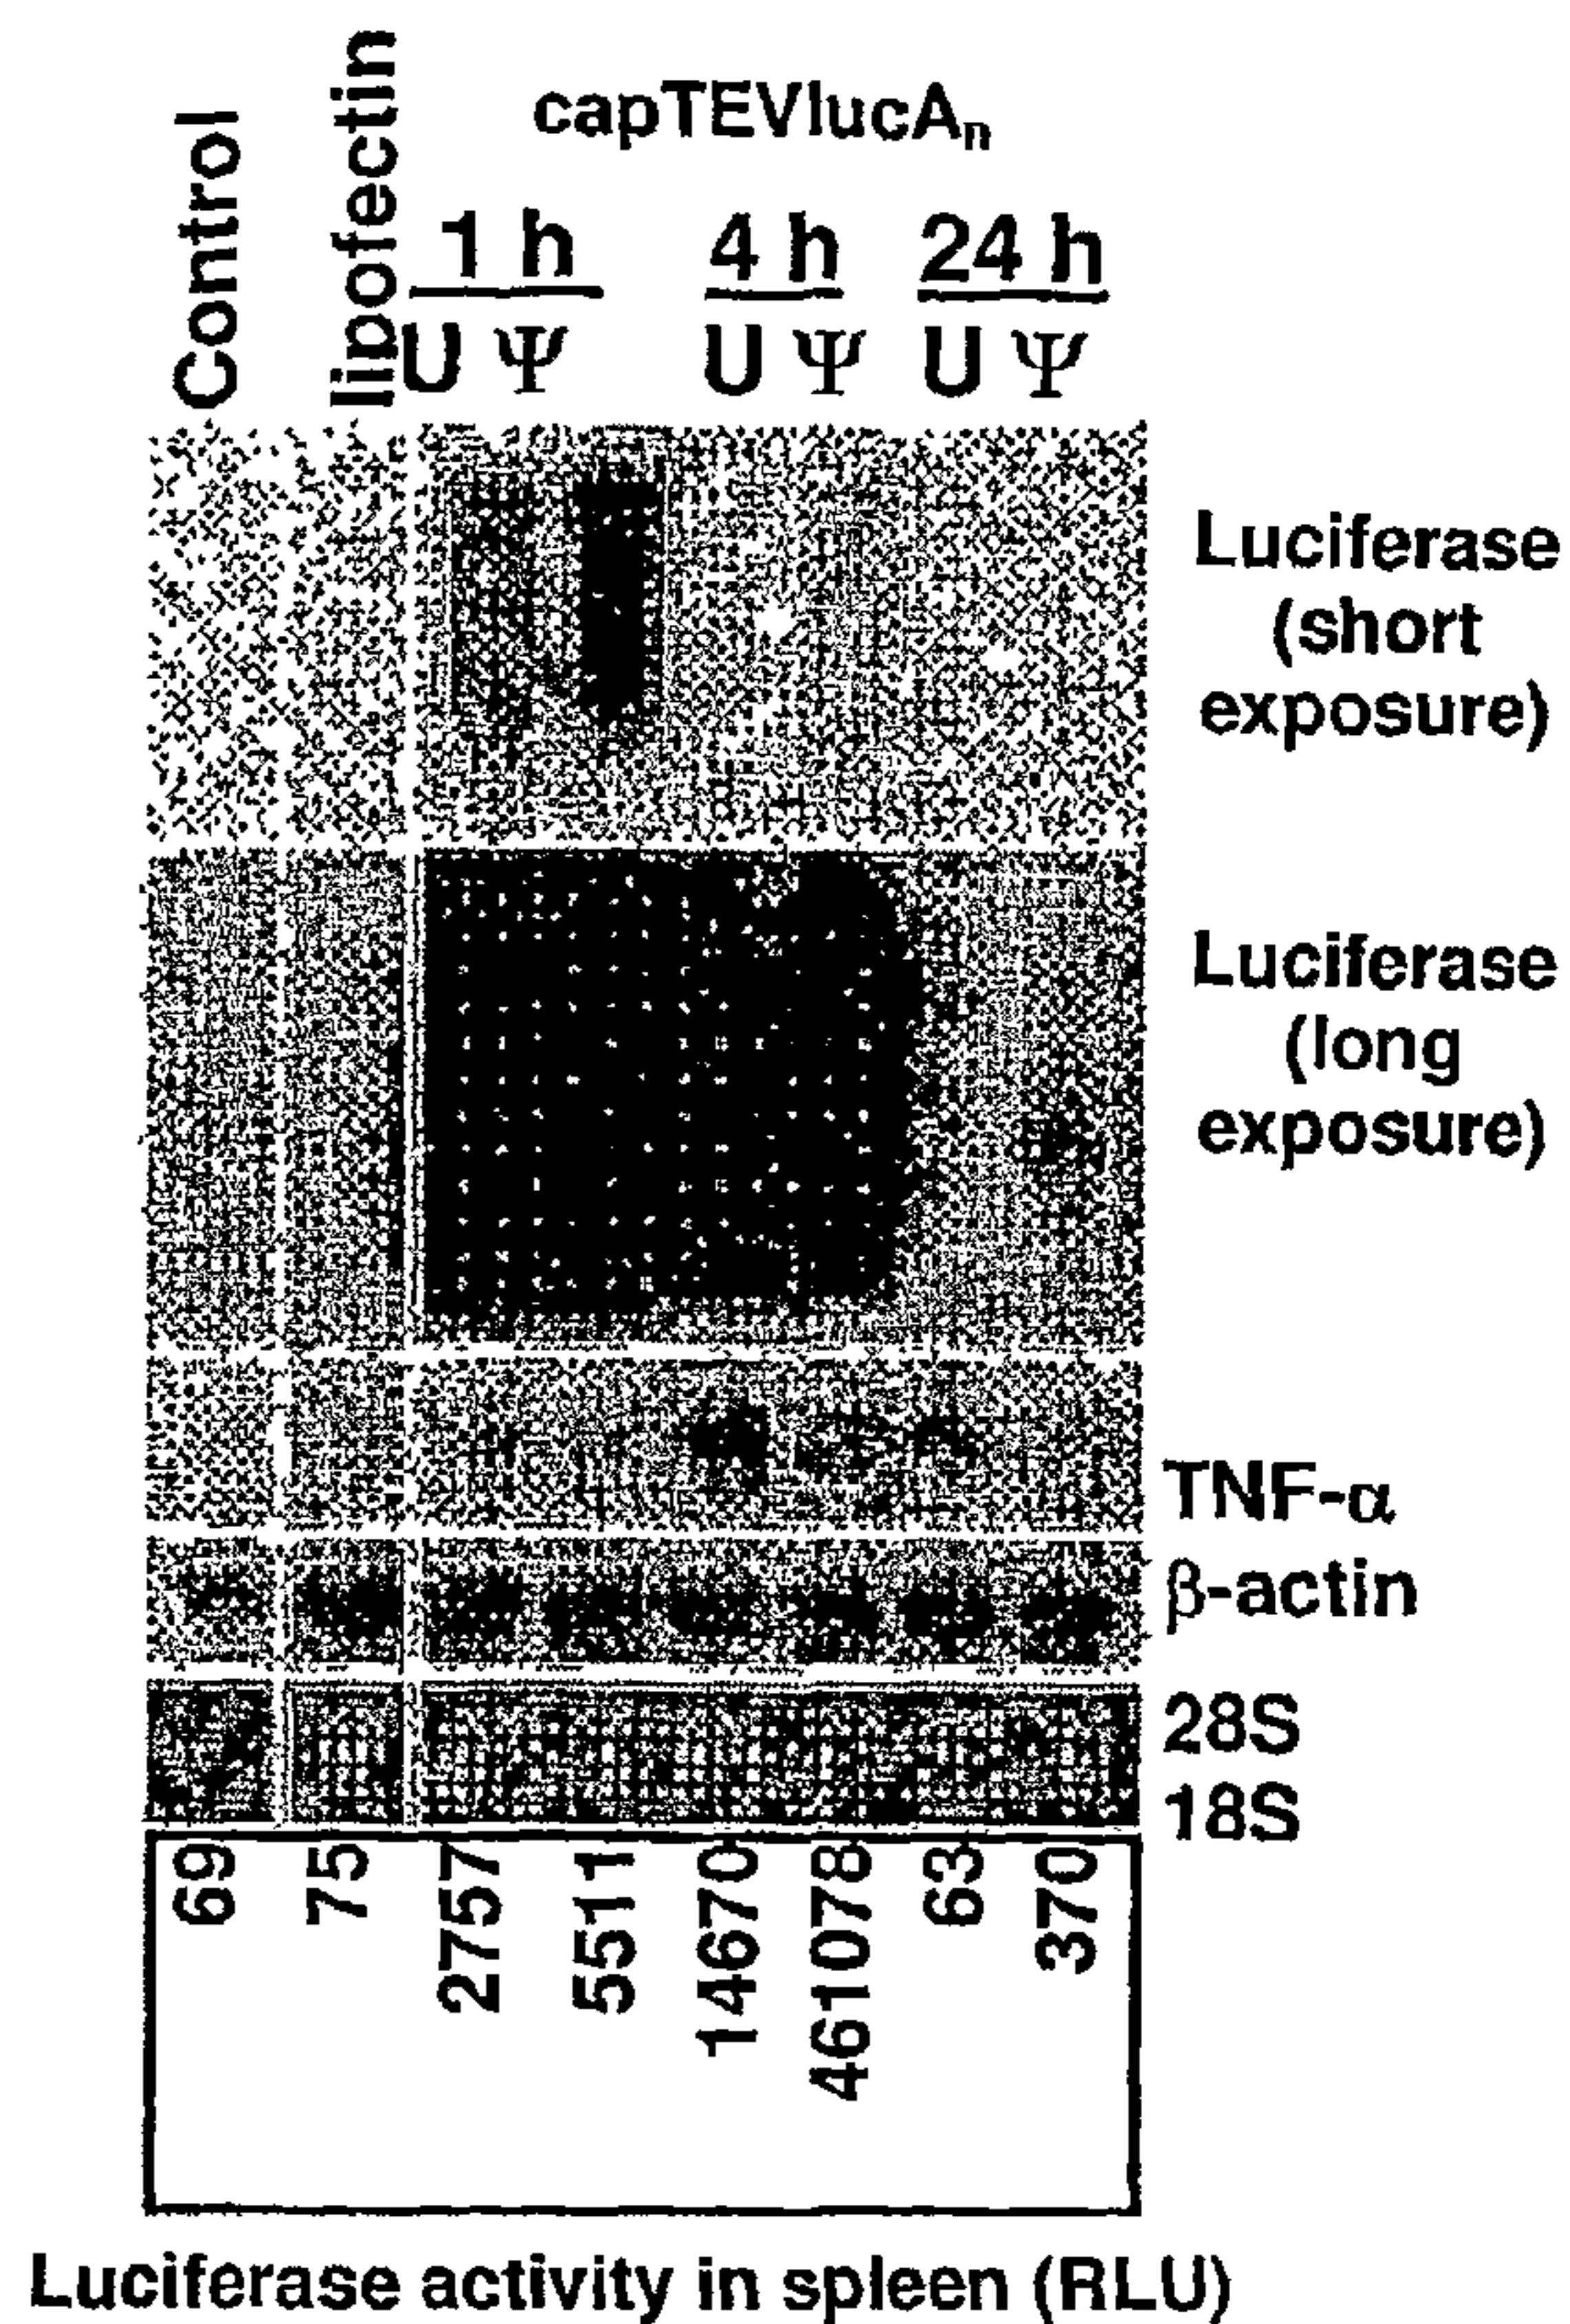 Control
lipofectin
capTEVlucAₙ
1 h 4 h 24 h
U Ψ U Ψ U Ψ
Luciferase
(short
exposure)
Luciferase
(long
exposure)
TNF-α
β-actin
28S
18S
69 75 2757 5511 14670 461078 63 370
Luciferase activity in spleen (RLU)